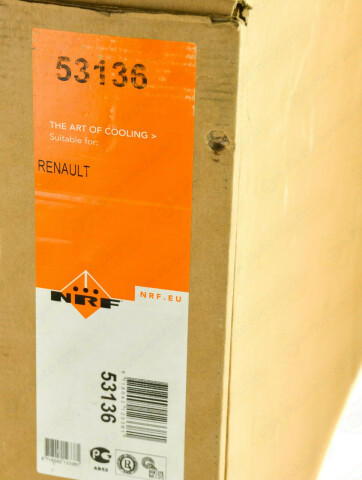 53136
THE ART OF COOLING >
Suitable for:
RENAULT
NRF
NRF.EU
53136